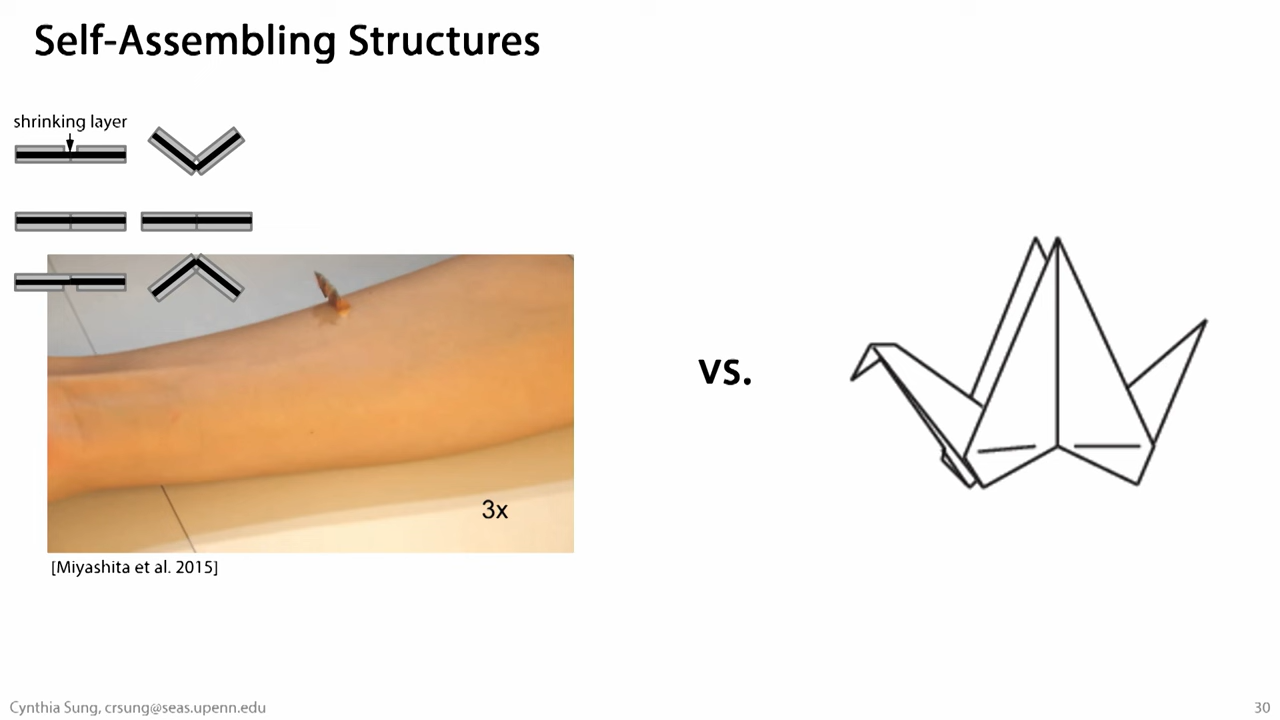 Self-Assembling Structures
shrinking layer
vs.
3x
[Miyashita et al. 2015]
Cynthia Sung, crsung@seas.upenn.edu
30